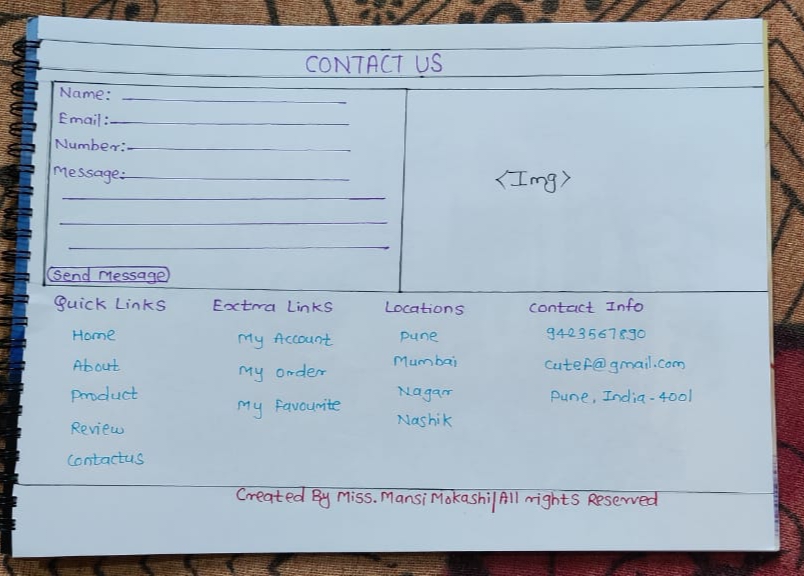 CONTACT US
Name:
Email:
Number:
Message:
<Img>
Send Message
Quick Links
Home
About
Product
Review
Contactus
Extra Links
My Account
My order
My favourite
Locations
Pune
Mumbai
Nagar
Nashik
Contact Info
9423567890
cutef@gmail.com
Pune, India - 4001
Created By Miss. Mansi Mokashi/All rights Reserved